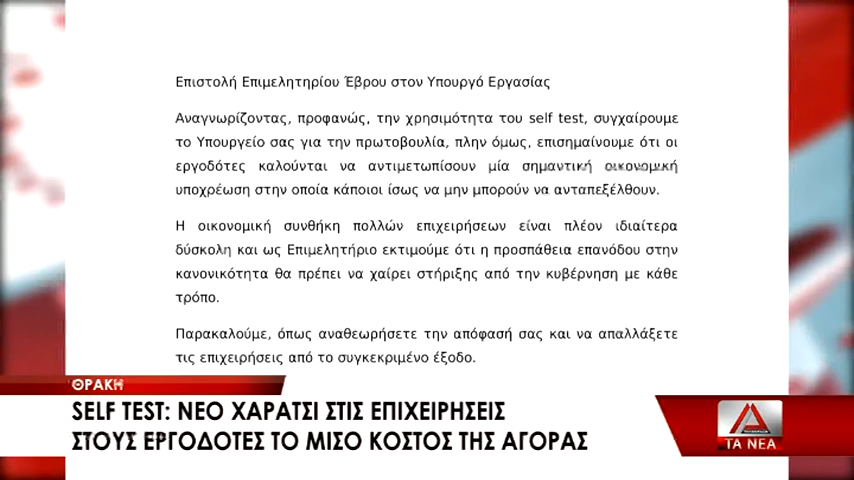 Επιστολή Επιμελητηρίου Έβρου στον Υπουργό Εργασίας
Αναγνωρίζοντας, προφανώς, την χρησιμότητα του self test, συγχαίρουμε
το Υπουργείο σας για την πρωτοβουλία, πλην όμως, επισημαίνουμε ότι οι
εργοδότες καλούνται να αντιμετωπίσουν μία σημαντική οικονομική
υποχρέωση στην οποία κάποιοι ίσως να μην μπορούν να ανταπεξέλθουν.
Η οικονομική συνθήκη πολλών επιχειρήσεων είναι πλέον ιδιαίτερα
δύσκολη και ως Επιμελητήριο εκτιμούμε ότι η προσπάθεια επανόδου στην
κανονικότητα θα πρέπει να χαίρει στήριξης από την κυβέρνηση με κάθε
τρόπο.
Παρακαλούμε, όπως αναθεωρήσετε την απόφασή σας και να απαλλάξετε
τις επιχειρήσεις από το συγκεκριμένο έξοδο.
ΘΡΑΚΗ
SELF TEST: ΝΕΟ ΧΑΡΑΤΣΙ ΣΤΙΣ ΕΠΙΧΕΙΡΗΣΕΙΣ
ΣΤΟΥΣ ΕΡΓΟΔΟΤΕΣ ΤΟ ΜΙΣΟ ΚΟΣΤΟΣ ΤΗΣ ΑΓΟΡΑΣ
ΤΑ ΝΕΑ